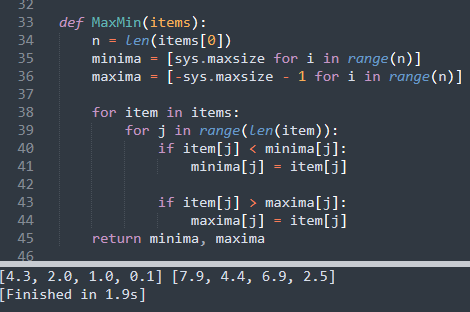 32
33 def MaxMin(items):
34     n = len(items[0])
35     minima = [sys.maxsize for i in range(n)]
36     maxima = [-sys.maxsize - 1 for i in range(n)]
37
38     for item in items:
39         for j in range(len(item)):
40             if item[j] < minima[j]:
41                 minima[j] = item[j]
42
43             if item[j] > maxima[j]:
44                 maxima[j] = item[j]
45     return minima, maxima
46
[4.3, 2.0, 1.0, 0.1] [7.9, 4.4, 6.9, 2.5]
[Finished in 1.9s]